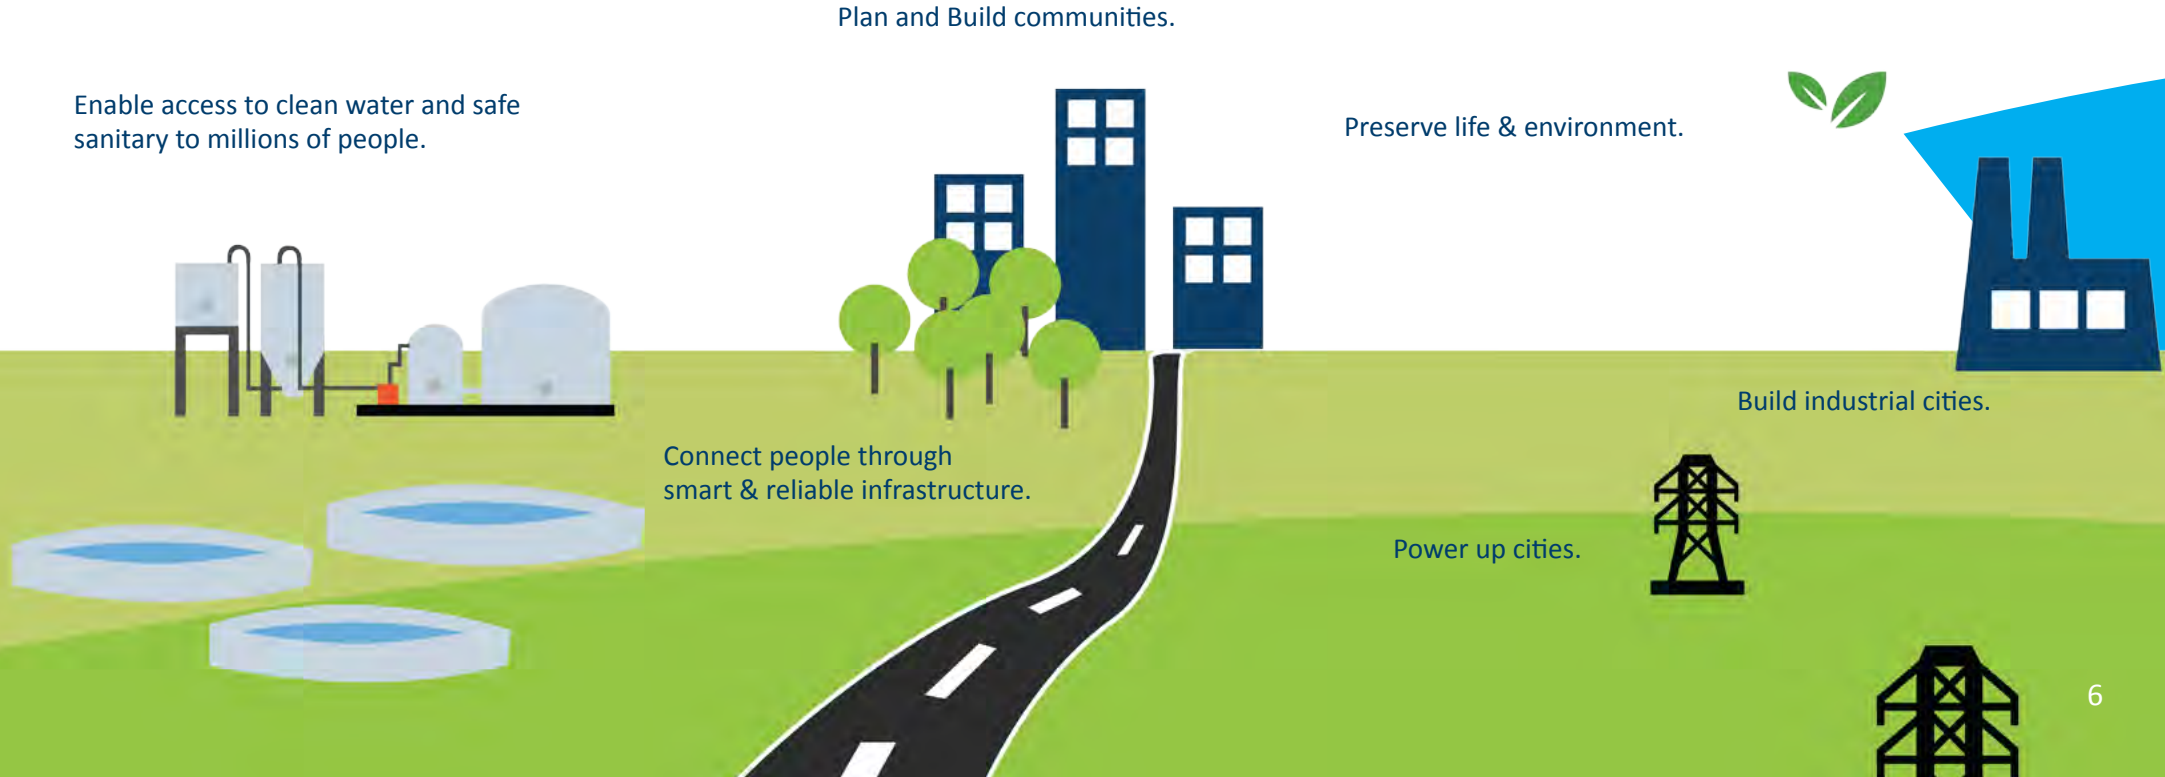 Plan and Build communities.
Enable access to clean water and safe
sanitary to millions of people.
Preserve life & environment.
Build industrial cities.
Connect people through
smart & reliable infrastructure.
Power up cities.
6